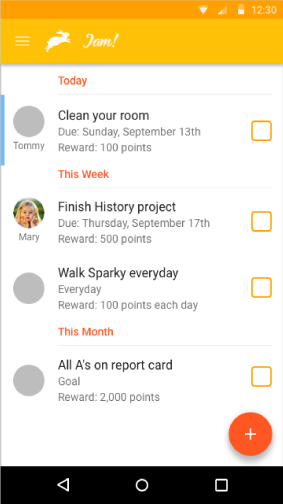 12:30
Jam!
Today
Clean your room
Due: Sunday, September 13th
Reward: 100 points
Tommy
This Week
Finish History project
Due: Thursday, September 17th
Reward: 500 points
Mary
Walk Sparky everyday
Everyday
Reward: 100 points each day
This Month
All A's on report card
Goal
Reward: 2,000 points
+